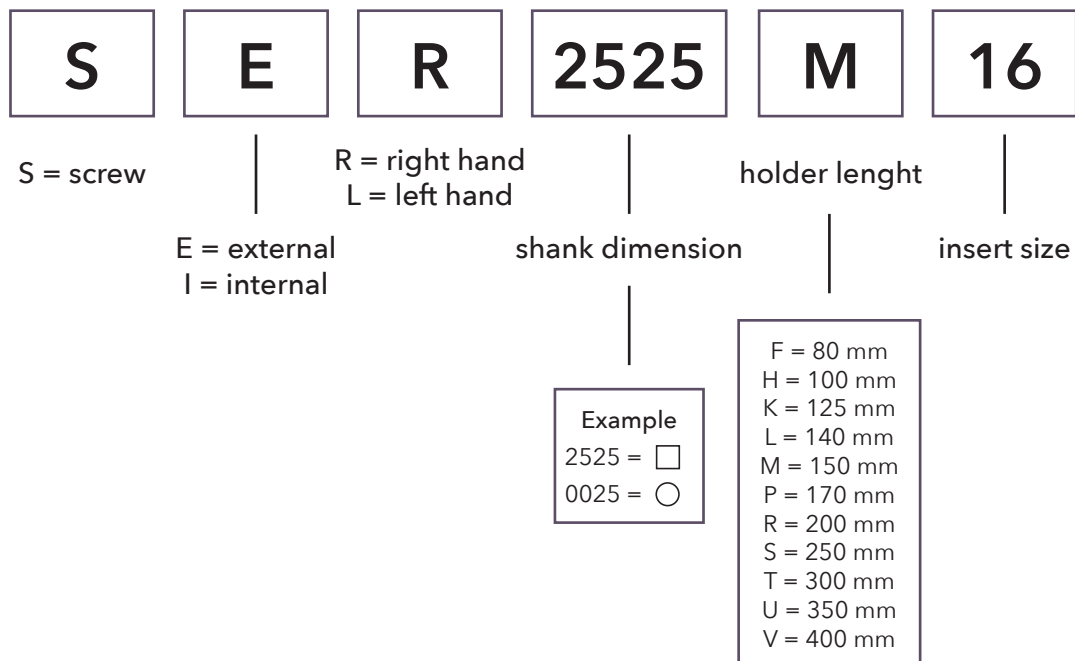 S E R 2525 M 16
S = screw
E = external
I = internal
R = right hand
L = left hand
shank dimension
Example
2525 =
0025 =
holder lenght
F = 80 mm
H = 100 mm
K = 125 mm
L = 140 mm
M = 150 mm
P = 170 mm
R = 200 mm
S = 250 mm
T = 300 mm
U = 350 mm
V = 400 mm
insert size